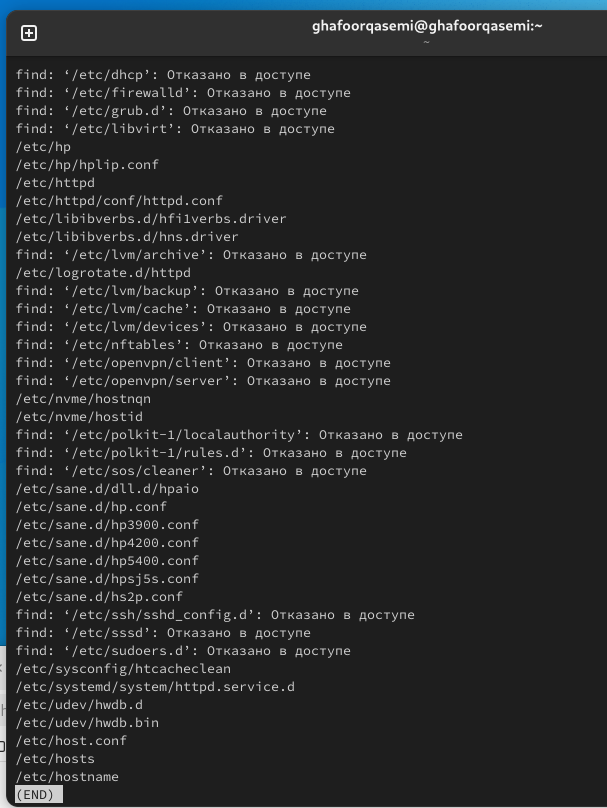 ghafoorqasemi@ghafoorqasemi:~
~
find: ‘/etc/dhcp’: Отказано в доступе
find: ‘/etc/firewalld’: Отказано в доступе
find: ‘/etc/grub.d’: Отказано в доступе
find: ‘/etc/libvirt’: Отказано в доступе
/etc/hp
/etc/hp/hplip.conf
/etc/httpd
/etc/httpd/conf/httpd.conf
/etc/libibverbs.d/hfi1verbs.driver
/etc/libibverbs.d/hns.driver
find: ‘/etc/lvm/archive’: Отказано в доступе
/etc/logrotate.d/httpd
find: ‘/etc/lvm/backup’: Отказано в доступе
find: ‘/etc/lvm/cache’: Отказано в доступе
find: ‘/etc/lvm/devices’: Отказано в доступе
find: ‘/etc/nftables’: Отказано в доступе
find: ‘/etc/openvpn/client’: Отказано в доступе
find: ‘/etc/openvpn/server’: Отказано в доступе
/etc/nvme/hostnqn
/etc/nvme/hostid
find: ‘/etc/polkit-1/localauthority’: Отказано в доступе
find: ‘/etc/polkit-1/rules.d’: Отказано в доступе
find: ‘/etc/sos/cleaner’: Отказано в доступе
/etc/sane.d/dll.d/hpaio
/etc/sane.d/hp.conf
/etc/sane.d/hp3900.conf
/etc/sane.d/hp4200.conf
/etc/sane.d/hp5400.conf
/etc/sane.d/hpsj5s.conf
/etc/sane.d/hs2p.conf
find: ‘/etc/ssh/sshd_config.d’: Отказано в доступе
find: ‘/etc/sssd’: Отказано в доступе
find: ‘/etc/sudoers.d’: Отказано в доступе
/etc/sysconfig/htcacheclean
/etc/systemd/system/httpd.service.d
/etc/udev/hwdb.d
/etc/udev/hwdb.bin
/etc/host.conf
/etc/hosts
/etc/hostname
(END)